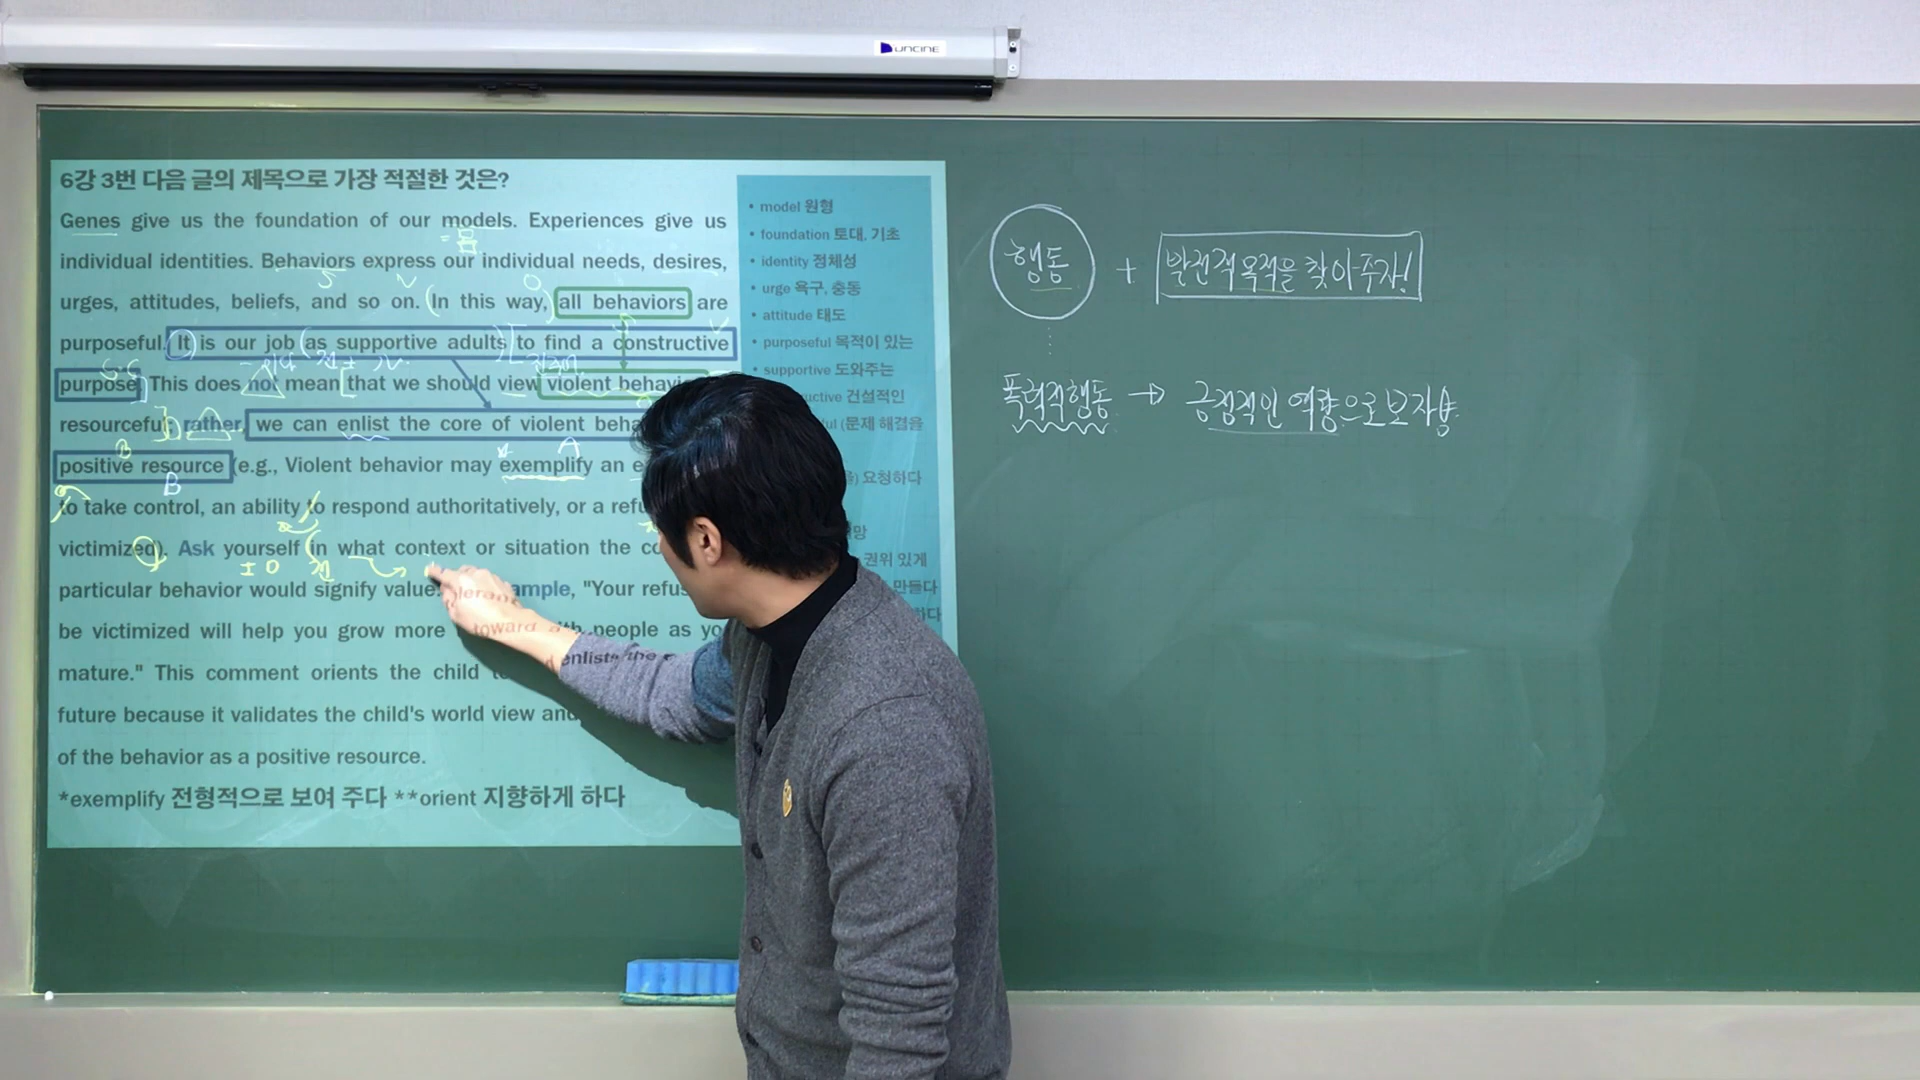 UNCINE
6강 3번 다음 글의 제목으로 가장 적절한 것은?
Genes give us the foundation of our models. Experiences give us
individual identities. Behaviors express our individual needs, desires,
urges, attitudes, beliefs, and so on. (In this way,) all behaviors are
purposeful. It is our job (as supportive adults) to find a constructive
purpose. This does not mean that we should view violent
resourceful; rather, we can enlist the core of violent
positive resource (e.g., Violent behavior may exemplify an
to take control, an ability to respond authoritatively, or a
victimized). Ask yourself in what context or situation the
particular behavior would signify "Your
be victimized will help you grow more toward people as
mature." This comment orients the child
future because it validates the child's world view and enlists the
of the behavior as a positive resource.
*exemplify 전형적으로 보여 주다 **orient 지향하게 하다
• model 원형
• foundation 토대, 기초
• identity 정체성
• urge 욕구, 충동
• attitude 태도
• purposeful 목적이 있는
• supportive 도와주는
건설적인
(문제 해결을
요청하다
권위 있게
만들다
하다
=몸
S V O
B
A
B
행동 + 발전적 목적을 찾아주자!
폭력적행동 → 긍정적인 역량으로 보자